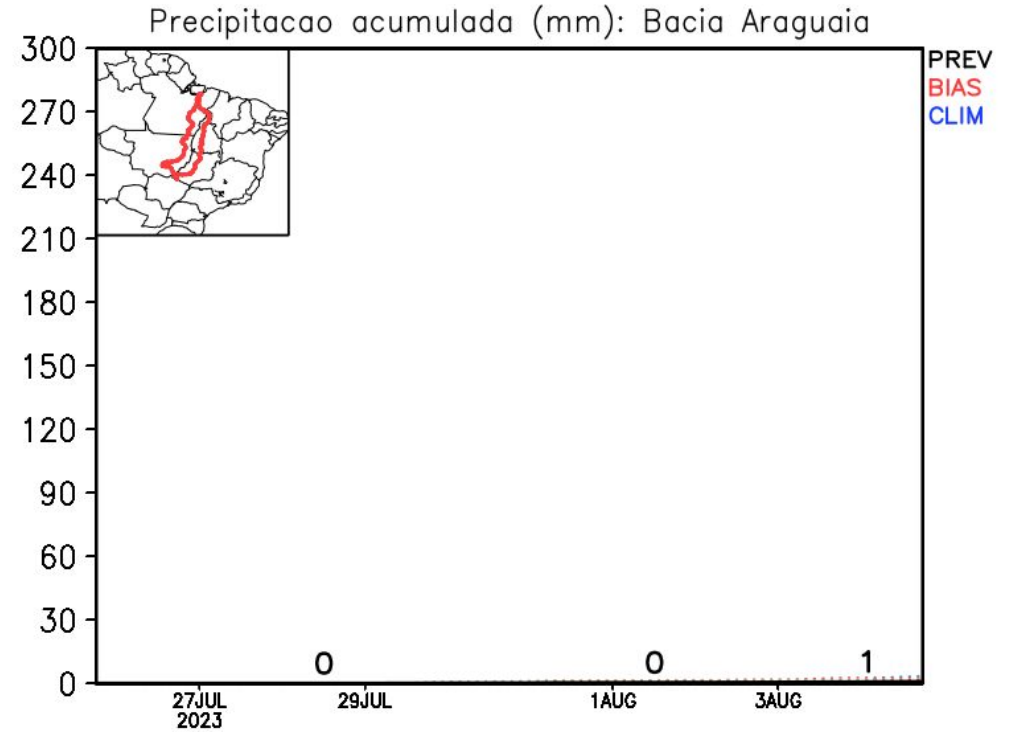 Precipitacao acumulada (mm): Bacia Araguaia
PREV
BIAS
CLIM
300
270
240
210
180
150
120
90
60
30
0
0 0 1
27JUL 29JUL 1AUG 3AUG
2023